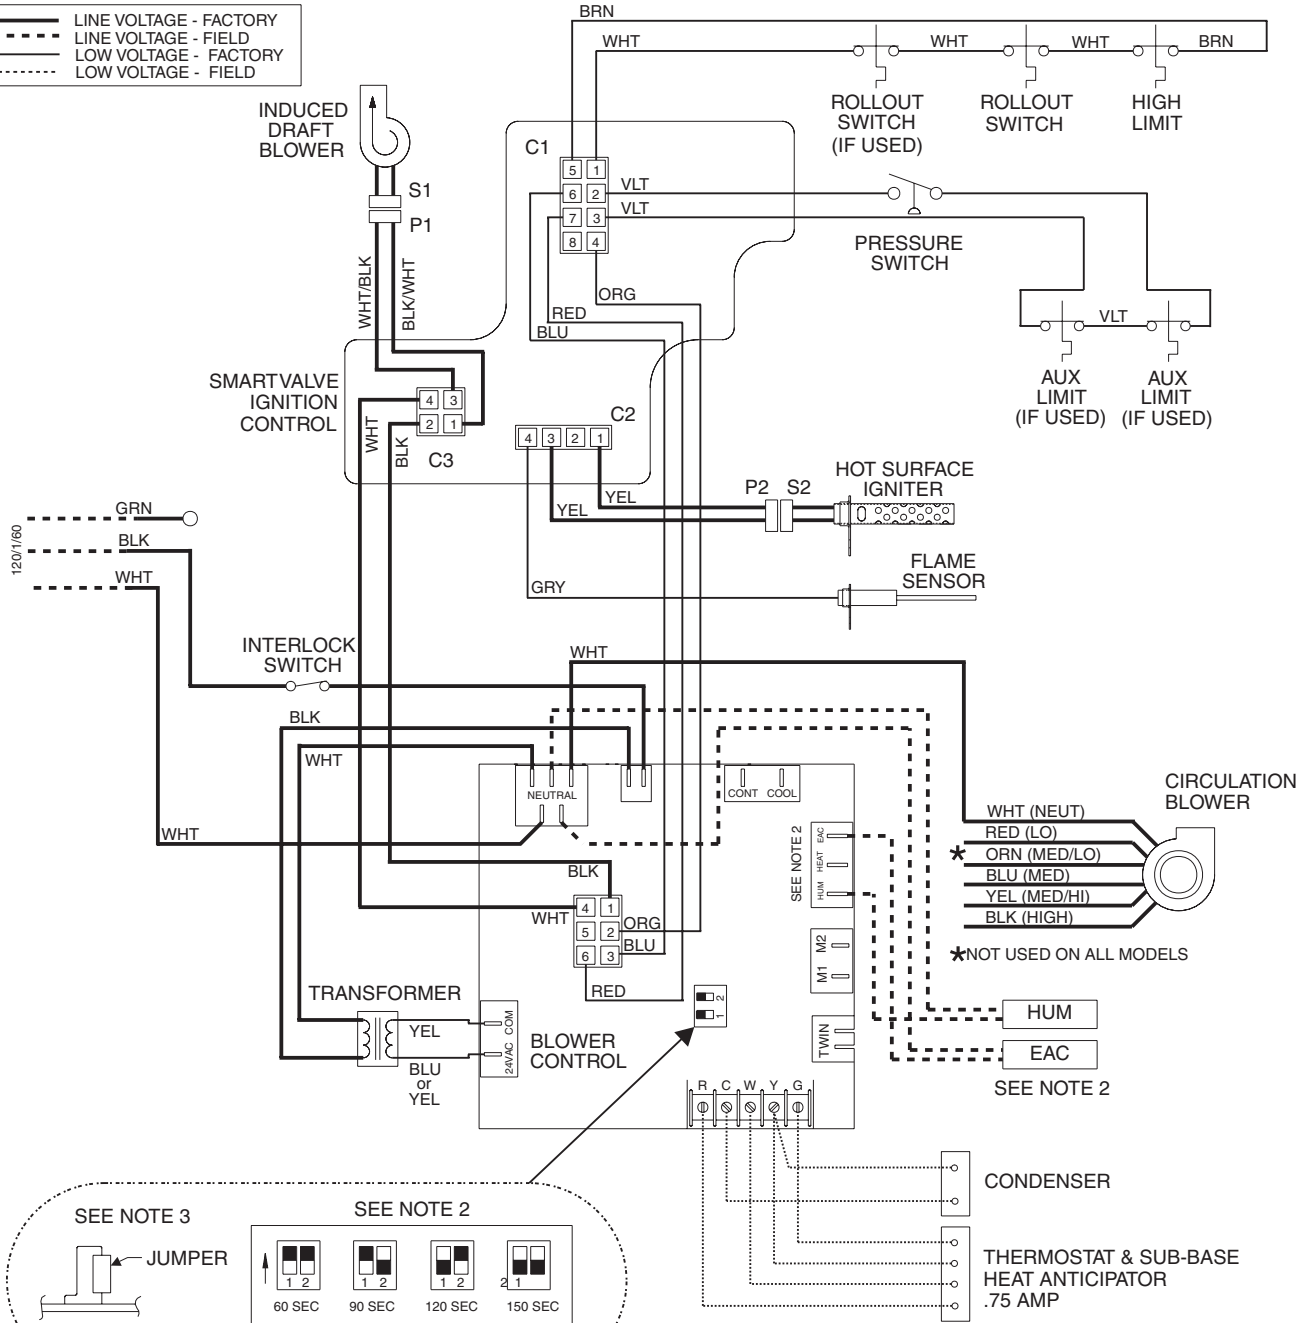 LINE VOLTAGE - FACTORY
LINE VOLTAGE - FIELD
LOW VOLTAGE - FACTORY
LOW VOLTAGE - FIELD
BRN
WHT
WHT
WHT
BRN
ROLLOUT
SWITCH
(IF USED)
ROLLOUT
SWITCH
HIGH
LIMIT
INDUCED
DRAFT
BLOWER
S1
P1
WHT/BLK
BLK/WHT
C1
5 1
6 2
7 3
8 4
VLT
VLT
PRESSURE
SWITCH
ORG
RED
BLU
VLT
AUX
LIMIT
(IF USED)
AUX
LIMIT
(IF USED)
SMARTVALVE
IGNITION
CONTROL
4 3
2 1
C3
WHT
BLK
C2
4 3 2 1
YEL
YEL
P2 S2
HOT SURFACE
IGNITER
GRY
FLAME
SENSOR
120/1/60
GRN
BLK
WHT
INTERLOCK
SWITCH
WHT
BLK
WHT
WHT
NEUTRAL
CONT COOL
CIRCULATION
BLOWER
WHT (NEUT)
RED (LO)
* ORN (MED/LO)
BLU (MED)
YEL (MED/HI)
BLK (HIGH)
*NOT USED ON ALL MODELS
SEE NOTE 2
EAC
HEAT
HUM
BLK
WHT
4 1
5 2
6 3
ORG
BLU
RED
M2
M1
2
1
TWIN
TRANSFORMER
YEL
BLU
or
YEL
COM
24VAC
BLOWER
CONTROL
HUM
EAC
SEE NOTE 2
R C W Y G
CONDENSER
THERMOSTAT & SUB-BASE
HEAT ANTICIPATOR
.75 AMP
SEE NOTE 3
JUMPER
SEE NOTE 2
1 2
1 2
1 2
2 1
60 SEC
90 SEC
120 SEC
150 SEC